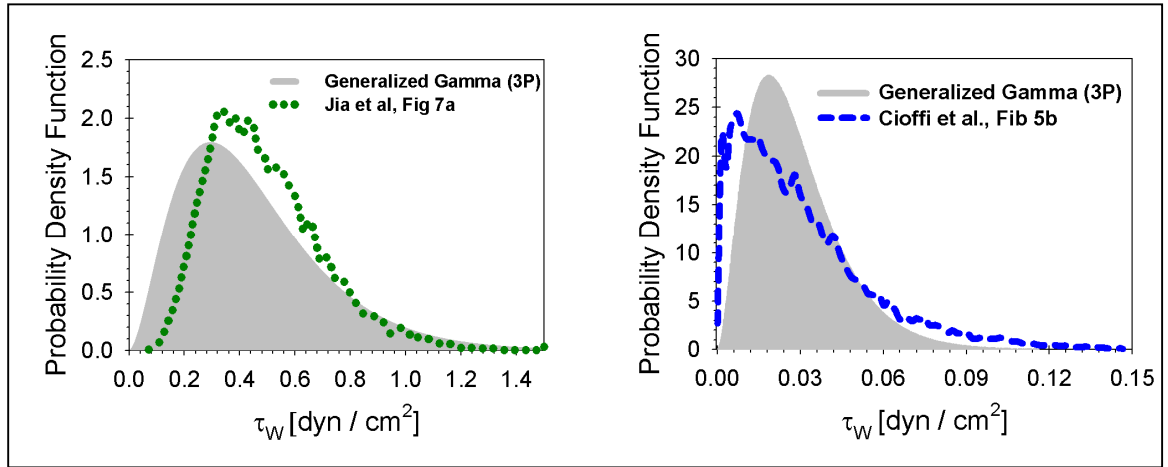 Probability Density Function
2.5
2.0
1.5
1.0
0.5
0.0
Generalized Gamma (3P)
Jia et al, Fig 7a
0.0 0.2 0.4 0.6 0.8 1.0 1.2 1.4
τW [dyn / cm2]
Probability Density Function
30
25
20
15
10
5
0
Generalized Gamma (3P)
Cioffi et al., Fib 5b
0.00 0.03 0.06 0.09 0.12 0.15
τW [dyn / cm2]